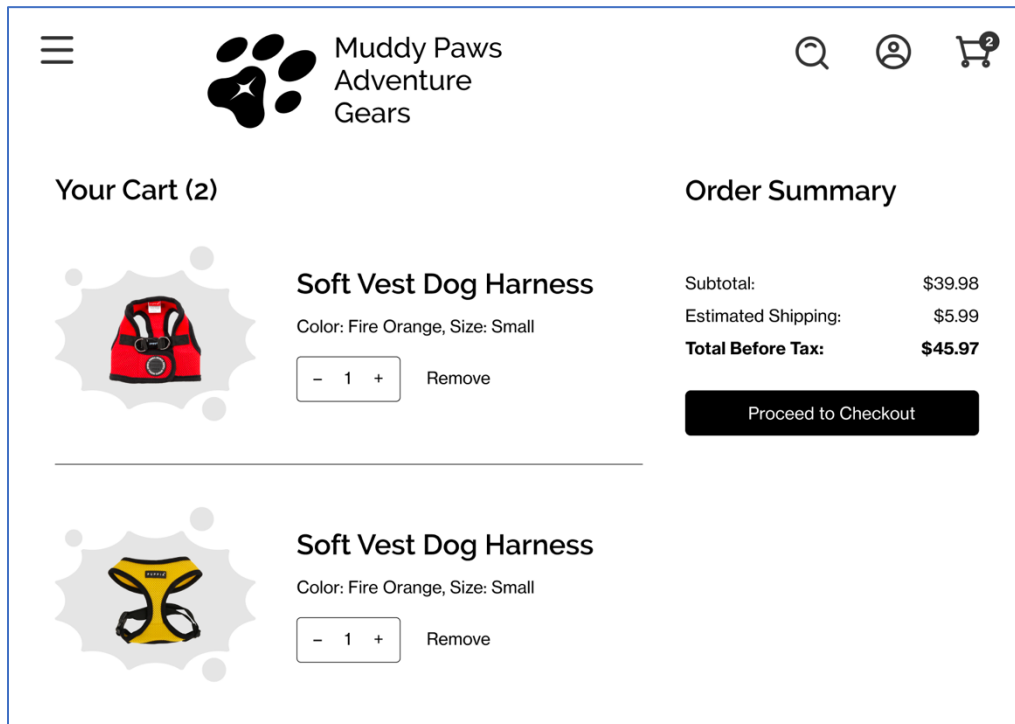 Muddy Paws
Adventure
Gears
2
Your Cart (2)
Soft Vest Dog Harness
Color: Fire Orange, Size: Small
– 1 + Remove
Soft Vest Dog Harness
Color: Fire Orange, Size: Small
– 1 + Remove
Order Summary
Subtotal: $39.98
Estimated Shipping: $5.99
Total Before Tax: $45.97
Proceed to Checkout